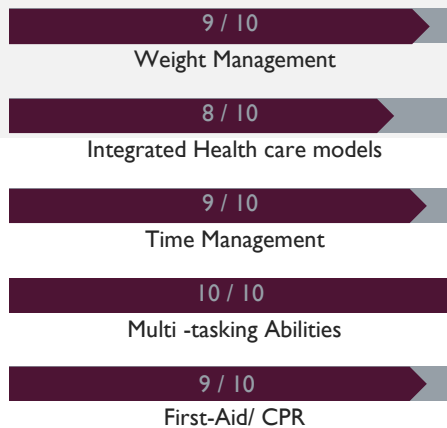 9 / 10
Weight Management
8 / 10
Integrated Health care models
9 / 10
Time Management
10 / 10
Multi -tasking Abilities
9 / 10
First-Aid/ CPR